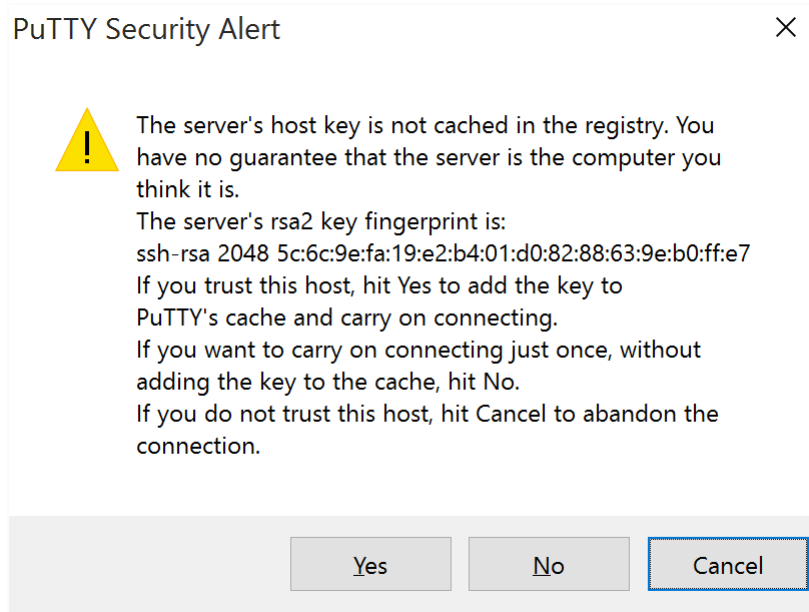 PuTTY Security Alert
!
The server's host key is not cached in the registry. You
have no guarantee that the server is the computer you
think it is.
The server's rsa2 key fingerprint is:
ssh-rsa 2048 5c:6c:9e:fa:19:e2:b4:01:d0:82:88:63:9e:b0:ff:e7
If you trust this host, hit Yes to add the key to
PuTTY's cache and carry on connecting.
If you want to carry on connecting just once, without
adding the key to the cache, hit No.
If you do not trust this host, hit Cancel to abandon the
connection.
Yes No Cancel